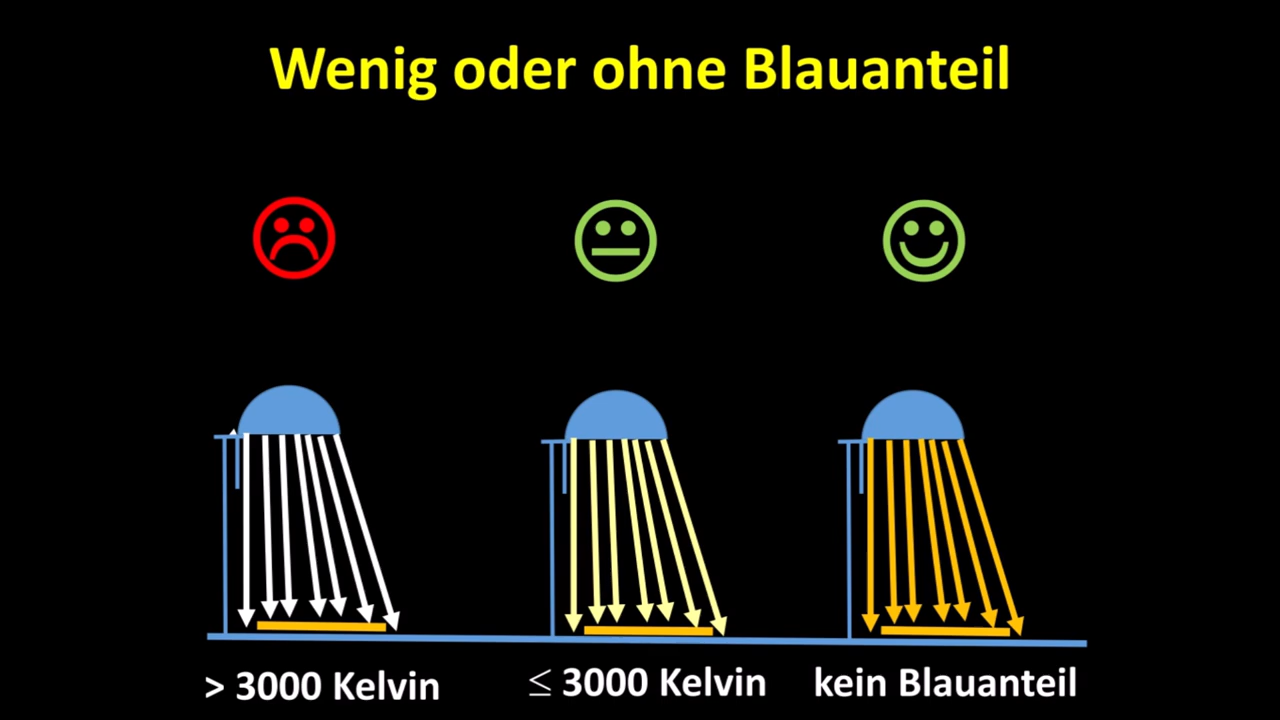 Wenig oder ohne Blauanteil
> 3000 Kelvin
≤ 3000 Kelvin
kein Blauanteil